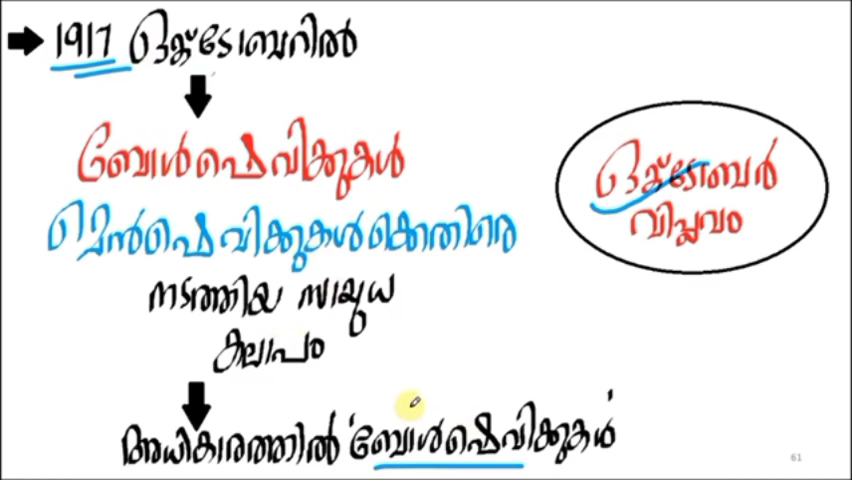 1917 ഒക്ടോബറിൽ
ബോൾഷെവിക്കുകൾ
മെൻഷെവിക്കുകൾക്കെതിരെ
നടത്തിയ സായുധ
കലാപം
അധികാരത്തിൽ 'ബോൾഷെവിക്കുകൾ'
ഒക്ടോബർ
വിപ്ലവം
61